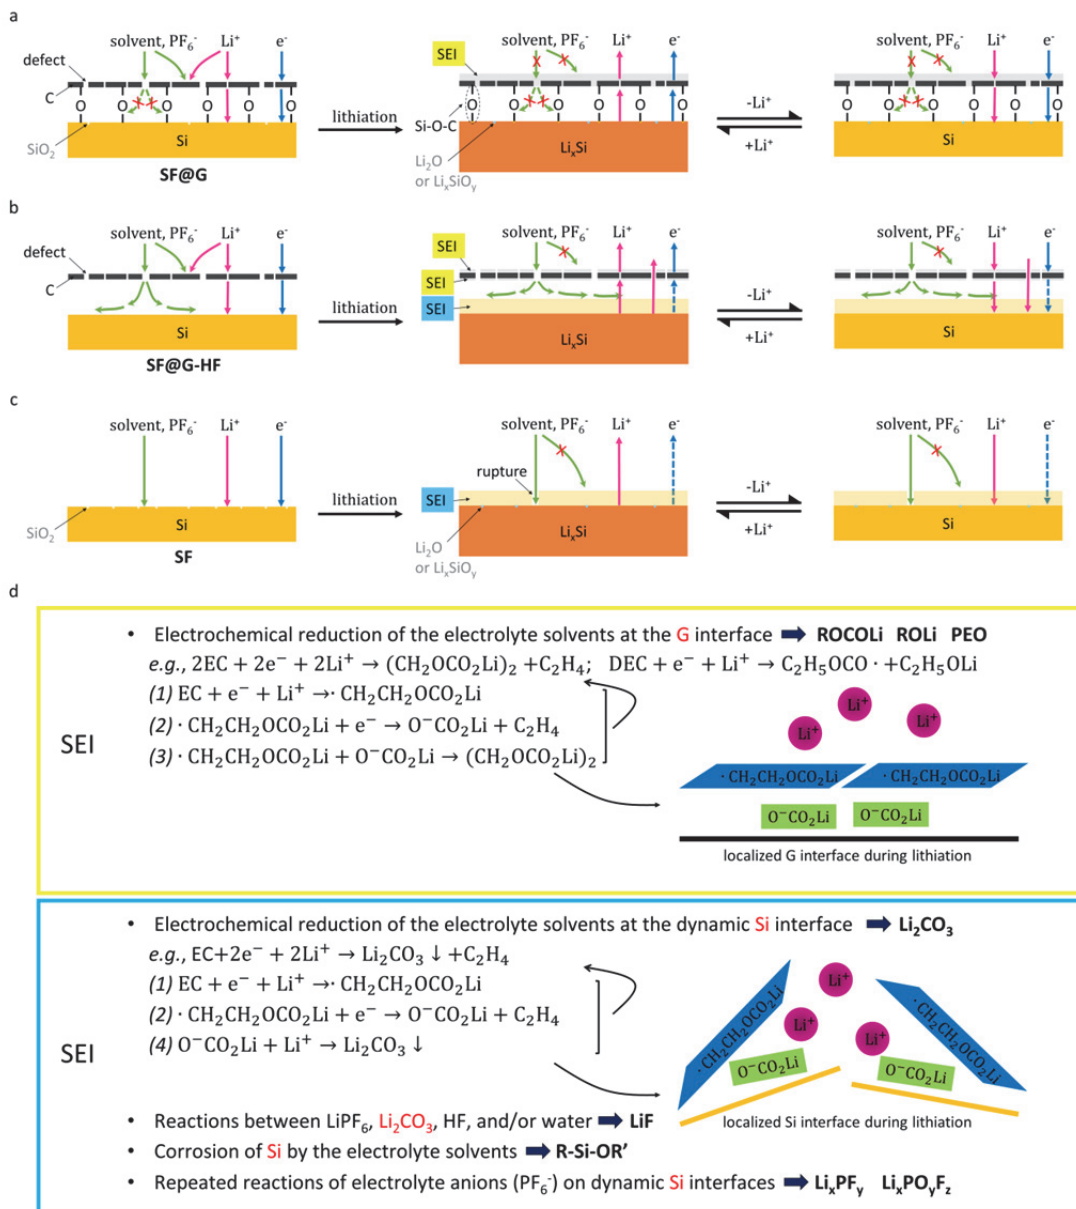 a
solvent, PF₆⁻ Li⁺ e⁻
defect
C
O O O O O
SiO₂
Si
SF@G
lithiation
SEI
solvent, PF₆⁻ Li⁺ e⁻
O O O O O
Si-O-C
Li₂O
or LiₓSiOᵧ
LiₓSi
-Li⁺
+Li⁺
solvent, PF₆⁻ Li⁺ e⁻
O O O O O
Si
b
solvent, PF₆⁻ Li⁺ e⁻
defect
C
Si
SF@G-HF
lithiation
solvent, PF₆⁻ Li⁺ e⁻
SEI
SEI
SEI
LiₓSi
-Li⁺
+Li⁺
solvent, PF₆⁻ Li⁺ e⁻
Si
c
solvent, PF₆⁻ Li⁺ e⁻
SiO₂
Si
SF
lithiation
solvent, PF₆⁻ Li⁺ e⁻
rupture
SEI
Li₂O
or LiₓSiOᵧ
LiₓSi
-Li⁺
+Li⁺
solvent, PF₆⁻ Li⁺ e⁻
Si
d
SEI
• Electrochemical reduction of the electrolyte solvents at the G interface ➡ ROCOLi ROLi PEO
e.g., 2EC + 2e⁻ + 2Li⁺ → (CH₂OCO₂Li)₂ + C₂H₄; DEC + e⁻ + Li⁺ → C₂H₅OCO · +C₂H₅OLi
(1) EC + e⁻ + Li⁺ →· CH₂CH₂OCO₂Li
(2) · CH₂CH₂OCO₂Li + e⁻ → O⁻CO₂Li + C₂H₄
(3) · CH₂CH₂OCO₂Li + O⁻CO₂Li → (CH₂OCO₂Li)₂
Li⁺ Li⁺ Li⁺
· CH₂CH₂OCO₂Li · CH₂CH₂OCO₂Li
O⁻CO₂Li O⁻CO₂Li
localized G interface during lithiation
SEI
• Electrochemical reduction of the electrolyte solvents at the dynamic Si interface ➡ Li₂CO₃
e.g., EC+2e⁻ + 2Li⁺ → Li₂CO₃ ↓ +C₂H₄
(1) EC + e⁻ + Li⁺ →· CH₂CH₂OCO₂Li
(2) · CH₂CH₂OCO₂Li + e⁻ → O⁻CO₂Li + C₂H₄
(4) O⁻CO₂Li + Li⁺ → Li₂CO₃ ↓
Li⁺ Li⁺ Li⁺
· CH₂CH₂OCO₂Li · CH₂CH₂OCO₂Li
O⁻CO₂Li O⁻CO₂Li
localized Si interface during lithiation
• Reactions between LiPF₆, Li₂CO₃, HF, and/or water ➡ LiF
• Corrosion of Si by the electrolyte solvents ➡ R-Si-OR'
• Repeated reactions of electrolyte anions (PF₆⁻) on dynamic Si interfaces ➡ LiₓPFᵧ LiₓPOᵧF_z